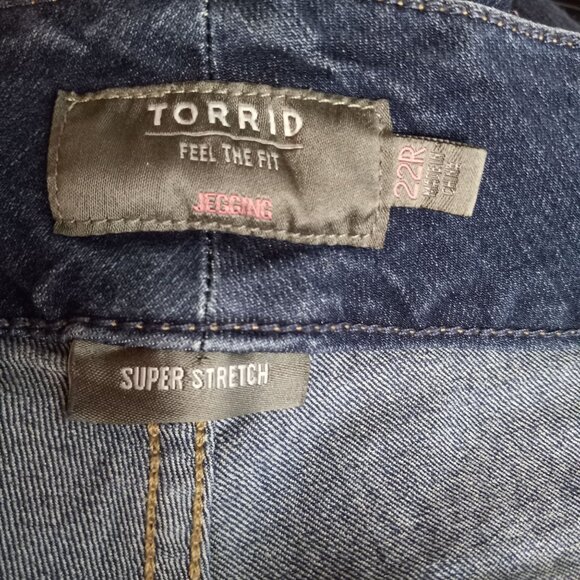 TORRID
FEEL THE FIT
JEGGING
22R
SUPER STRETCH